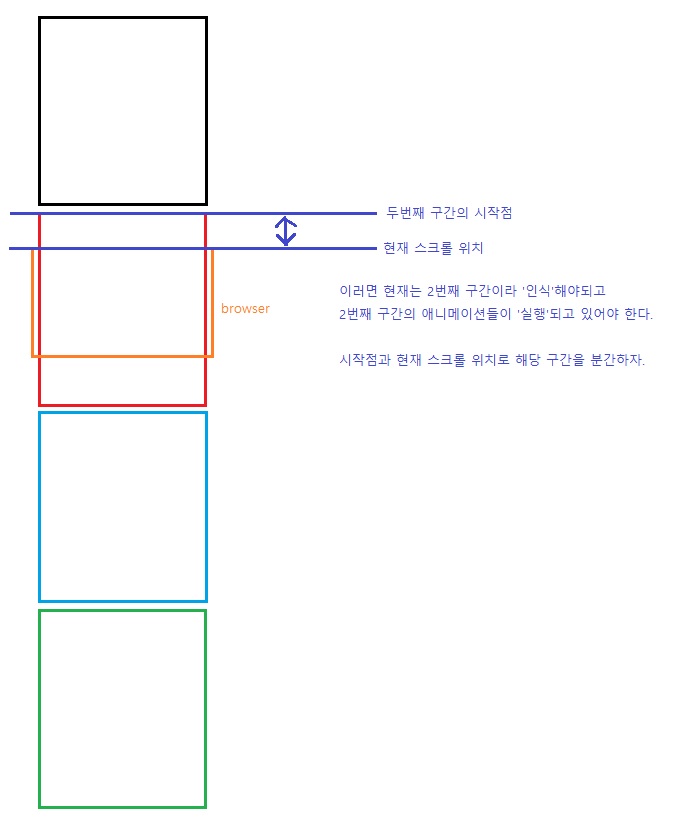 두번째 구간의 시작점
현재 스크롤 위치
이러면 현재는 2번째 구간이라 '인식'해야되고
browser
2번째 구간의 애니메이션들이 '실행'되고 있어야 한다.
시작점과 현재 스크롤 위치로 해당 구간을 분간하자.